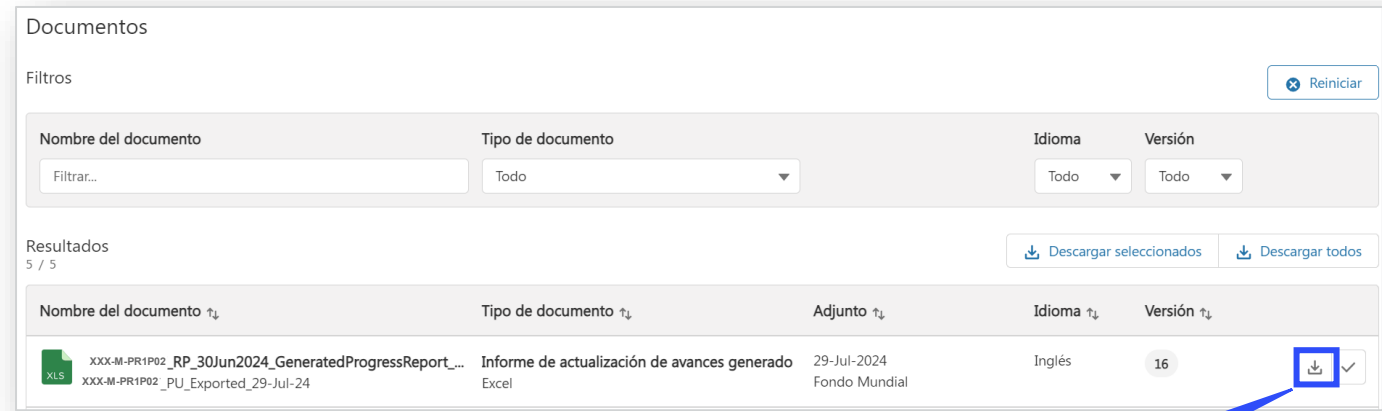 Documentos
Filtros
Reiniciar
Nombre del documento Tipo de documento Idioma Versión
Filtrar... Todo Todo Todo
Resultados
5 / 5
Descargar seleccionados Descargar todos
Nombre del documento Tipo de documento Adjunto Idioma Versión
XLS
XXX-M-PR1P02_RP_30Jun2024_GeneratedProgressReport_... Informe de actualización de avances generado 29-Jul-2024 Inglés 16
XXX-M-PR1P02_PU_Exported_29-Jul-24 Excel Fondo Mundial